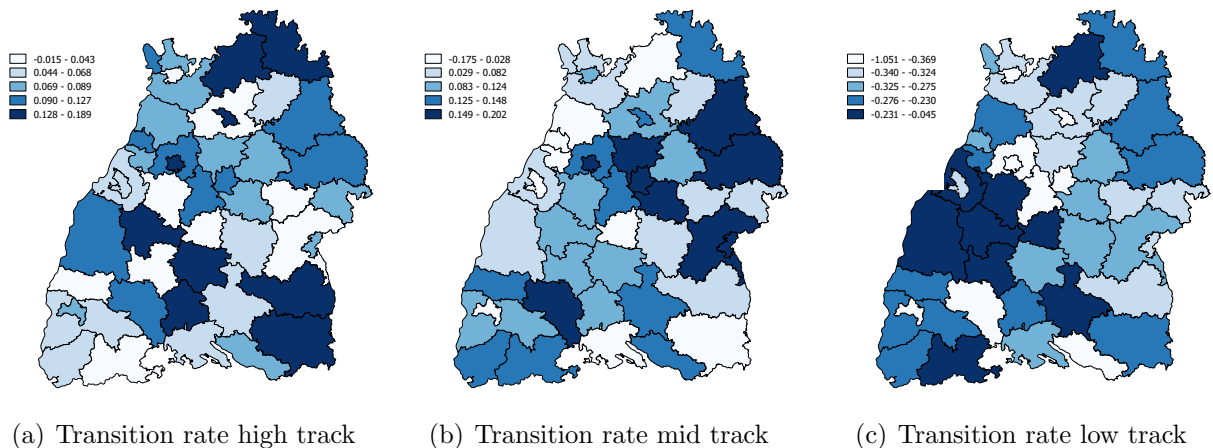 -0.015 - 0.043
0.044 - 0.068
0.069 - 0.089
0.090 - 0.127
0.128 - 0.189
-0.175 - 0.028
0.029 - 0.082
0.083 - 0.124
0.125 - 0.148
0.149 - 0.202
-1.051 - -0.369
-0.340 - -0.324
-0.325 - -0.275
-0.276 - -0.230
-0.231 - -0.045
(a) Transition rate high track
(b) Transition rate mid track
(c) Transition rate low track